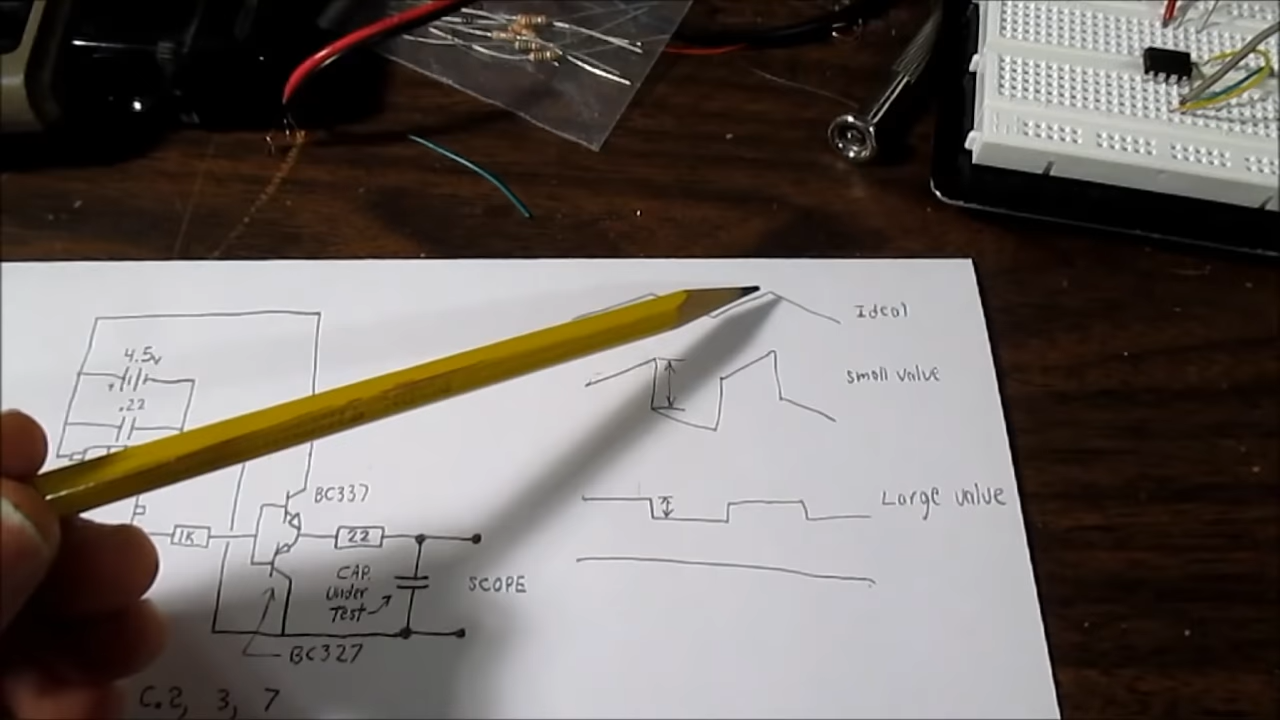 Ideal
4.5v
+
small value
.22
BC337
Large value
1K
22
CAP.
Under
Test
SCOPE
BC327
C.2, 3, 7